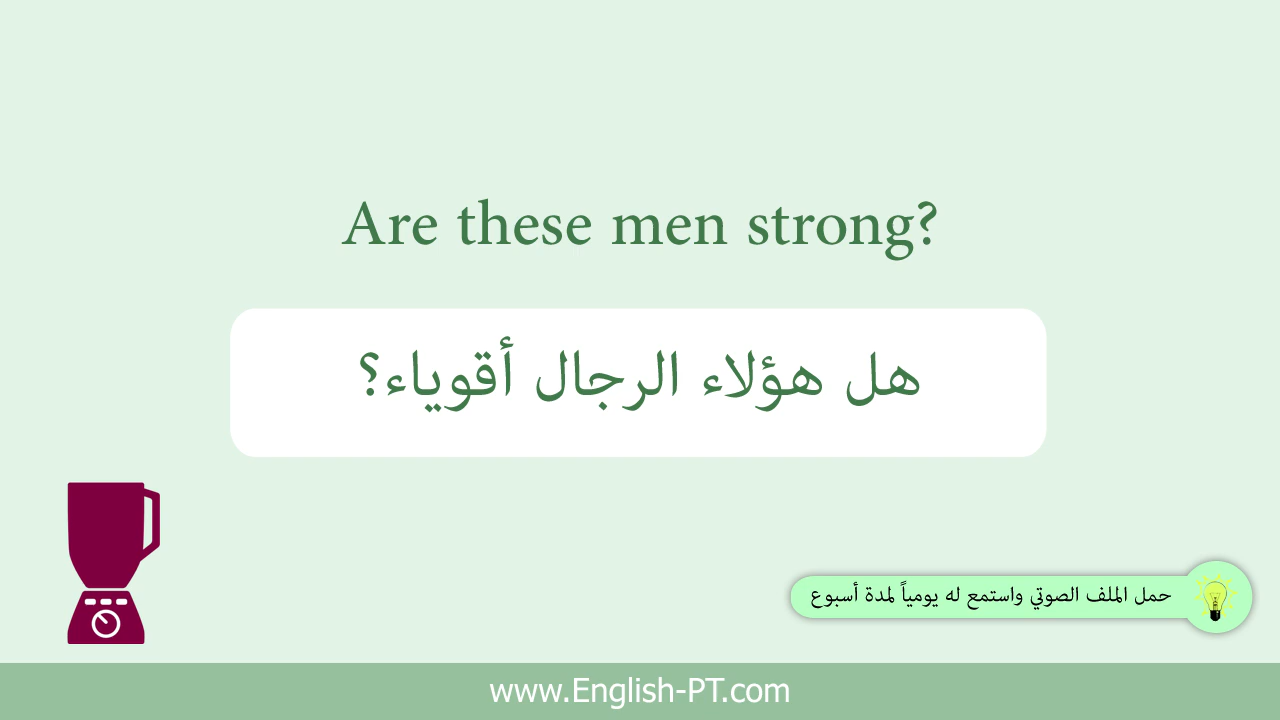 Are these men strong?
هل هؤلاء الرجال أقوياء؟
حمل الملف الصوتي واستمع له يومياً لمدة أسبوع
www.English-PT.com